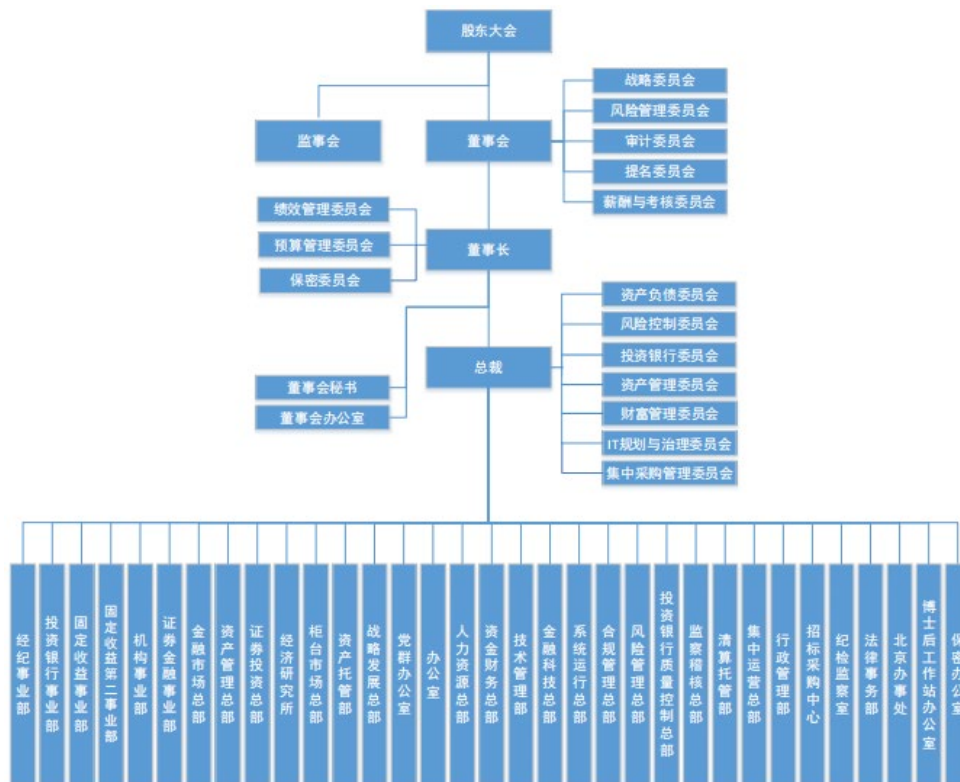 股东大会
监事会
董事会
战略委员会
风险管理委员会
审计委员会
提名委员会
薪酬与考核委员会
绩效管理委员会
预算管理委员会
保密委员会
董事长
董事会秘书
董事会办公室
总裁
资产负债委员会
风险控制委员会
投资银行委员会
资产管理委员会
财富管理委员会
IT规划与治理委员会
集中采购管理委员会
经纪事业部
投资银行事业部
固定收益事业部
固定收益第二事业部
机构事业部
证券金融事业部
金融市场总部
资产管理总部
证券投资总部
经济研究所
柜台市场总部
资产托管部
战略发展总部
党群办公室
办公室
人力资源总部
资金财务总部
技术管理部
金融科技总部
系统运行总部
合规管理总部
风险管理总部
投资银行质量控制总部
监察稽核总部
清算托管部
集中运营总部
行政管理部
招标采购中心
纪检监察室
法律事务部
北京办事处
博士后工作站办公室
保密办公室